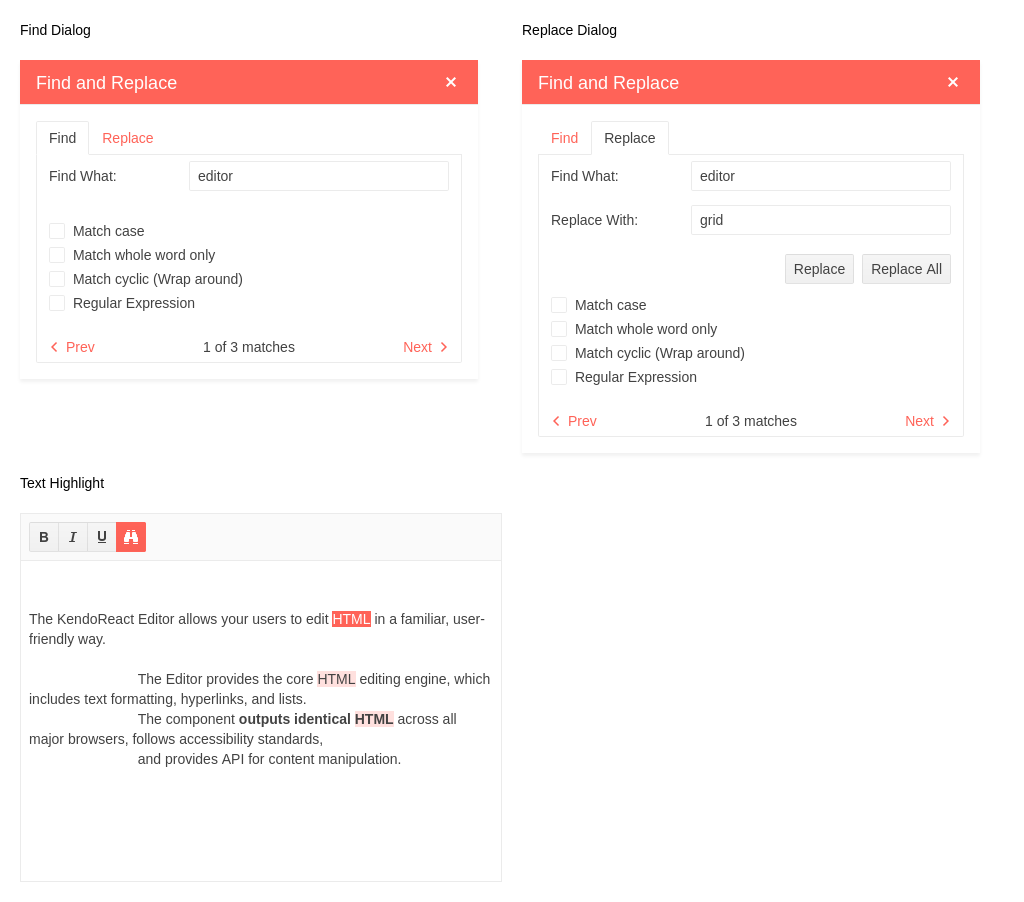 Find Dialog
Find and Replace
Find Replace
Find What: editor
Match case
Match whole word only
Match cyclic (Wrap around)
Regular Expression
Prev 1 of 3 matches Next
Replace Dialog
Find and Replace
Find Replace
Find What: editor
Replace With: grid
Replace Replace All
Match case
Match whole word only
Match cyclic (Wrap around)
Regular Expression
Prev 1 of 3 matches Next
Text Highlight
B I U
The KendoReact Editor allows your users to edit HTML in a familiar, user-
friendly way.
The Editor provides the core HTML editing engine, which
includes text formatting, hyperlinks, and lists.
The component outputs identical HTML across all
major browsers, follows accessibility standards,
and provides API for content manipulation.